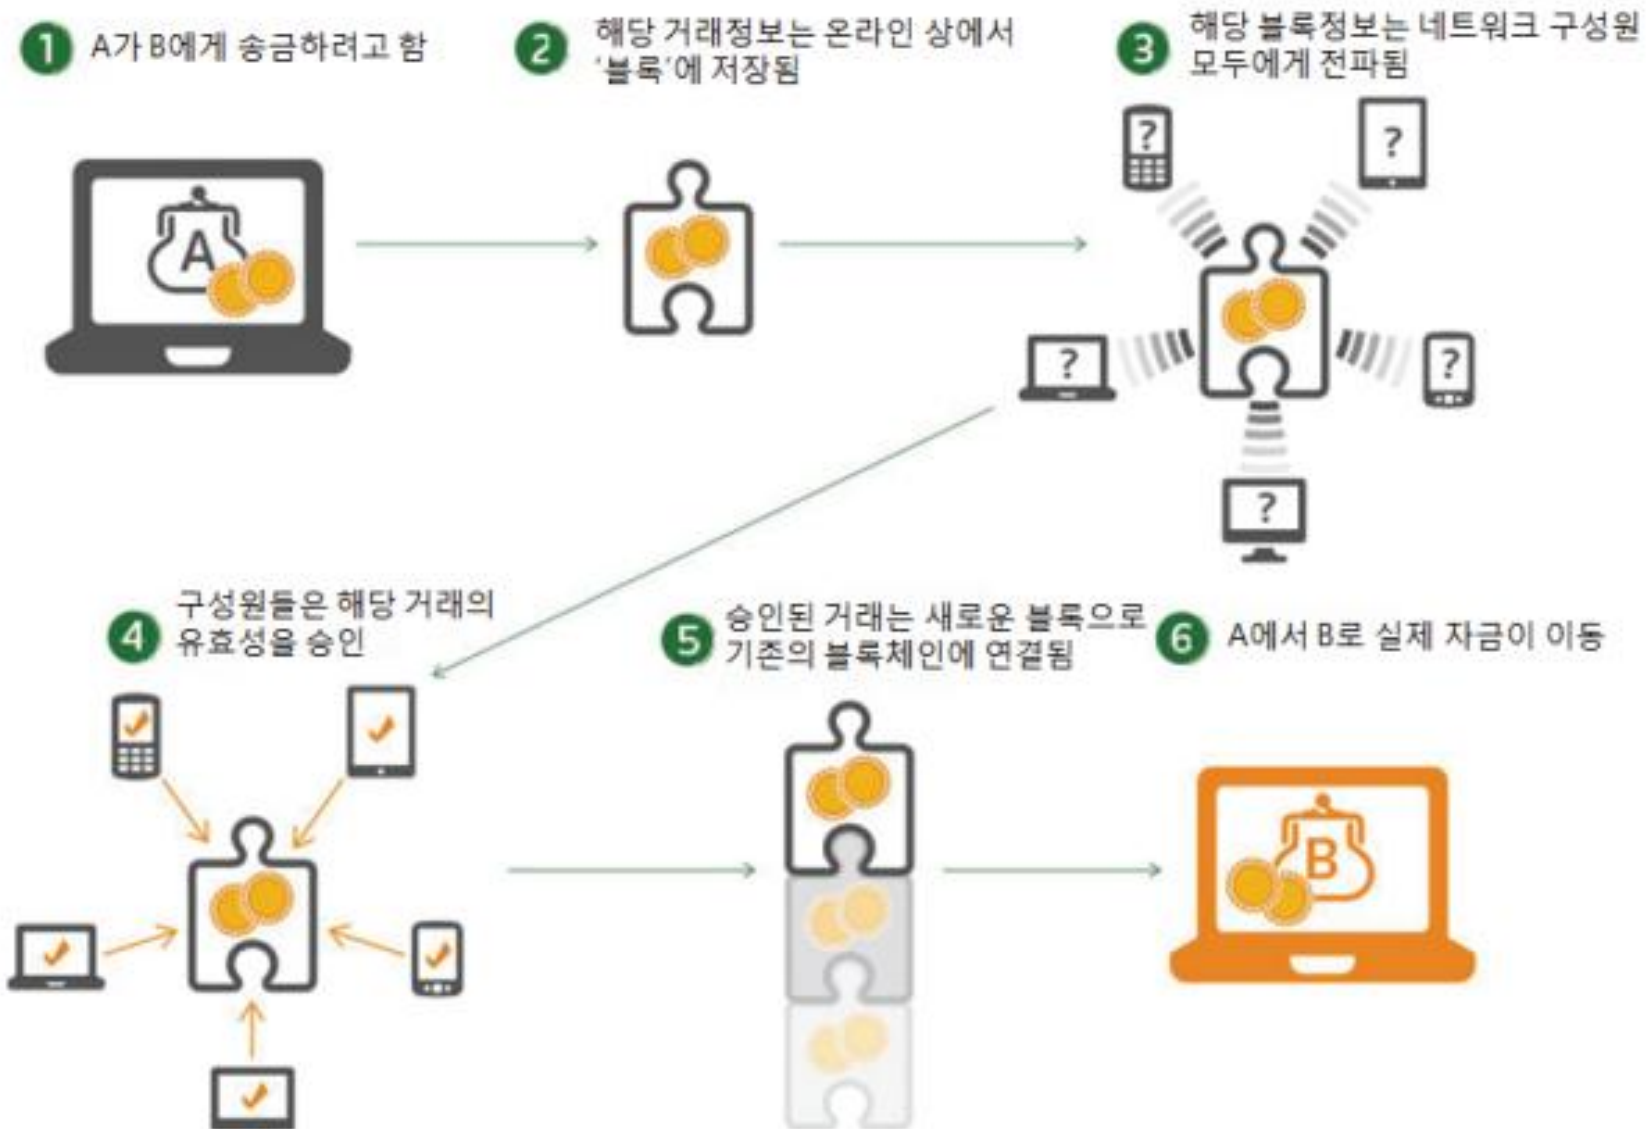 1 A가 B에게 송금하려고 함
2 해당 거래정보는 온라인 상에서
‘블록’에 저장됨
3 해당 블록정보는 네트워크 구성원
모두에게 전파됨
A
?
?
?
?
?
4 구성원들은 해당 거래의
유효성을 승인
5 승인된 거래는 새로운 블록으로
기존의 블록체인에 연결됨
6 A에서 B로 실제 자금이 이동
B